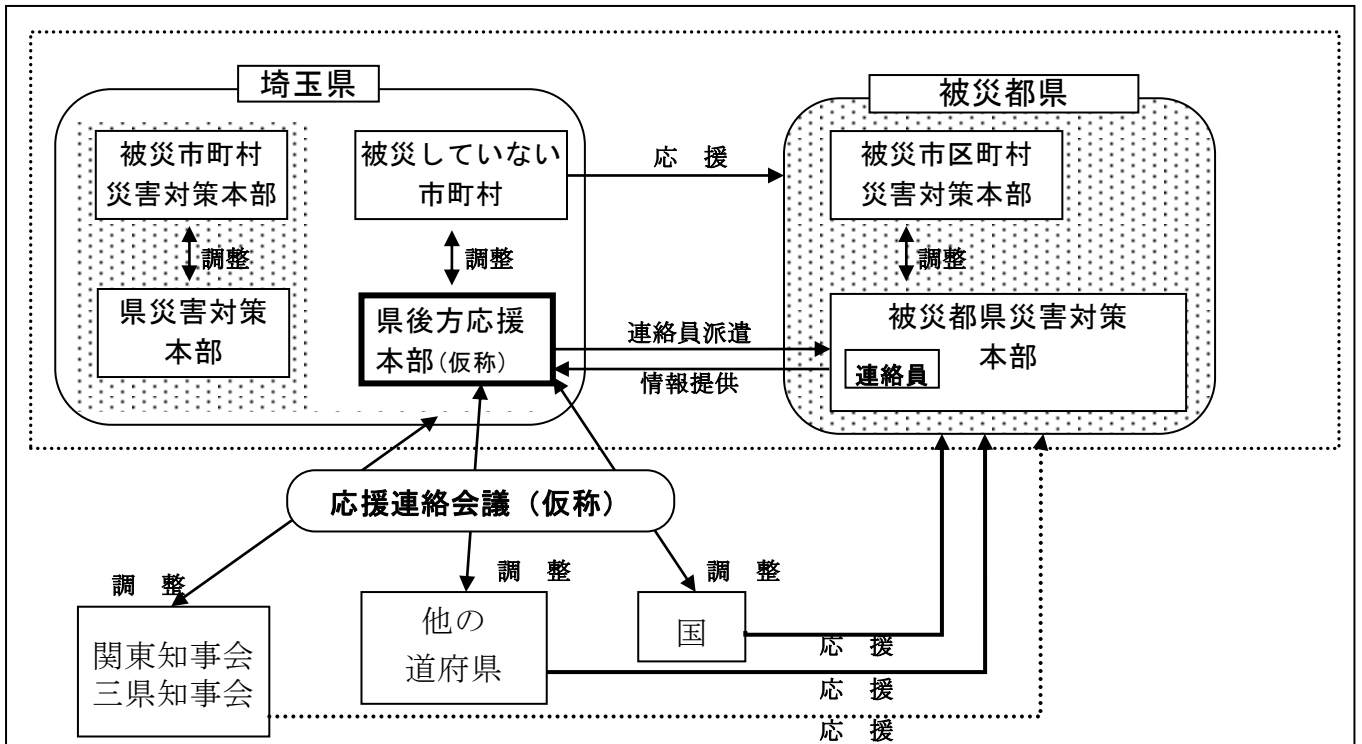 埼玉県
被災市町村
災害対策本部
調整
県災害対策
本部
被災していない
市町村
調整
県後方応援
本部（仮称）
応　援
連絡員派遣
情報提供
被災都県
被災市区町村
災害対策本部
調整
被災都県災害対策
本部
連絡員
応援連絡会議（仮称）
調　整
関東知事会
三県知事会
調　整
他の
道府県
調　整
国
応　援
応　援
応　援